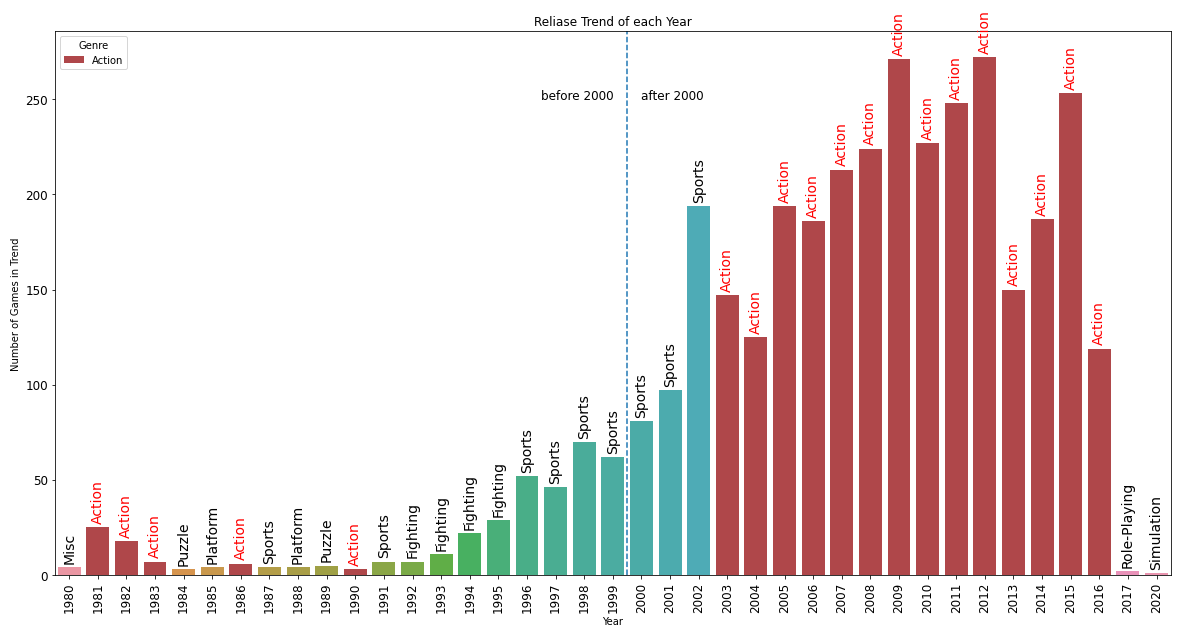 Reliase Trend of each Year
Genre
Action
before 2000
after 2000
Number of Games in Trend
250
200
150
100
50
0
Misc
Action
Action
Action
Puzzle
Platform
Action
Sports
Platform
Puzzle
Action
Sports
Fighting
Fighting
Fighting
Fighting
Sports
Sports
Sports
Sports
Sports
Sports
Sports
Action
Action
Action
Action
Action
Action
Action
Action
Action
Action
Action
Action
Action
Action
Role-Playing
Simulation
1980
1981
1982
1983
1984
1985
1986
1987
1988
1989
1990
1991
1992
1993
1994
1995
1996
1997
1998
1999
2000
2001
2002
2003
2004
2005
2006
2007
2008
2009
2010
2011
2012
2013
2014
2015
2016
2017
2020
Year